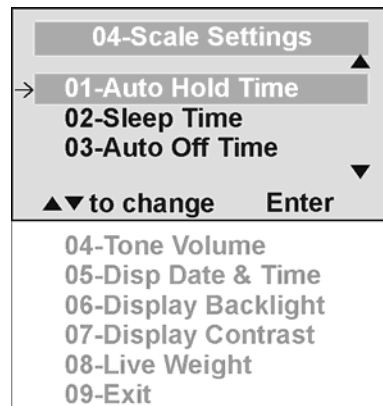 04-Scale Settings
01-Auto Hold Time
02-Sleep Time
03-Auto Off Time
▲▼to change Enter
04-Tone Volume
05-Disp Date & Time
06-Display Backlight
07-Display Contrast
08-Live Weight
09-Exit